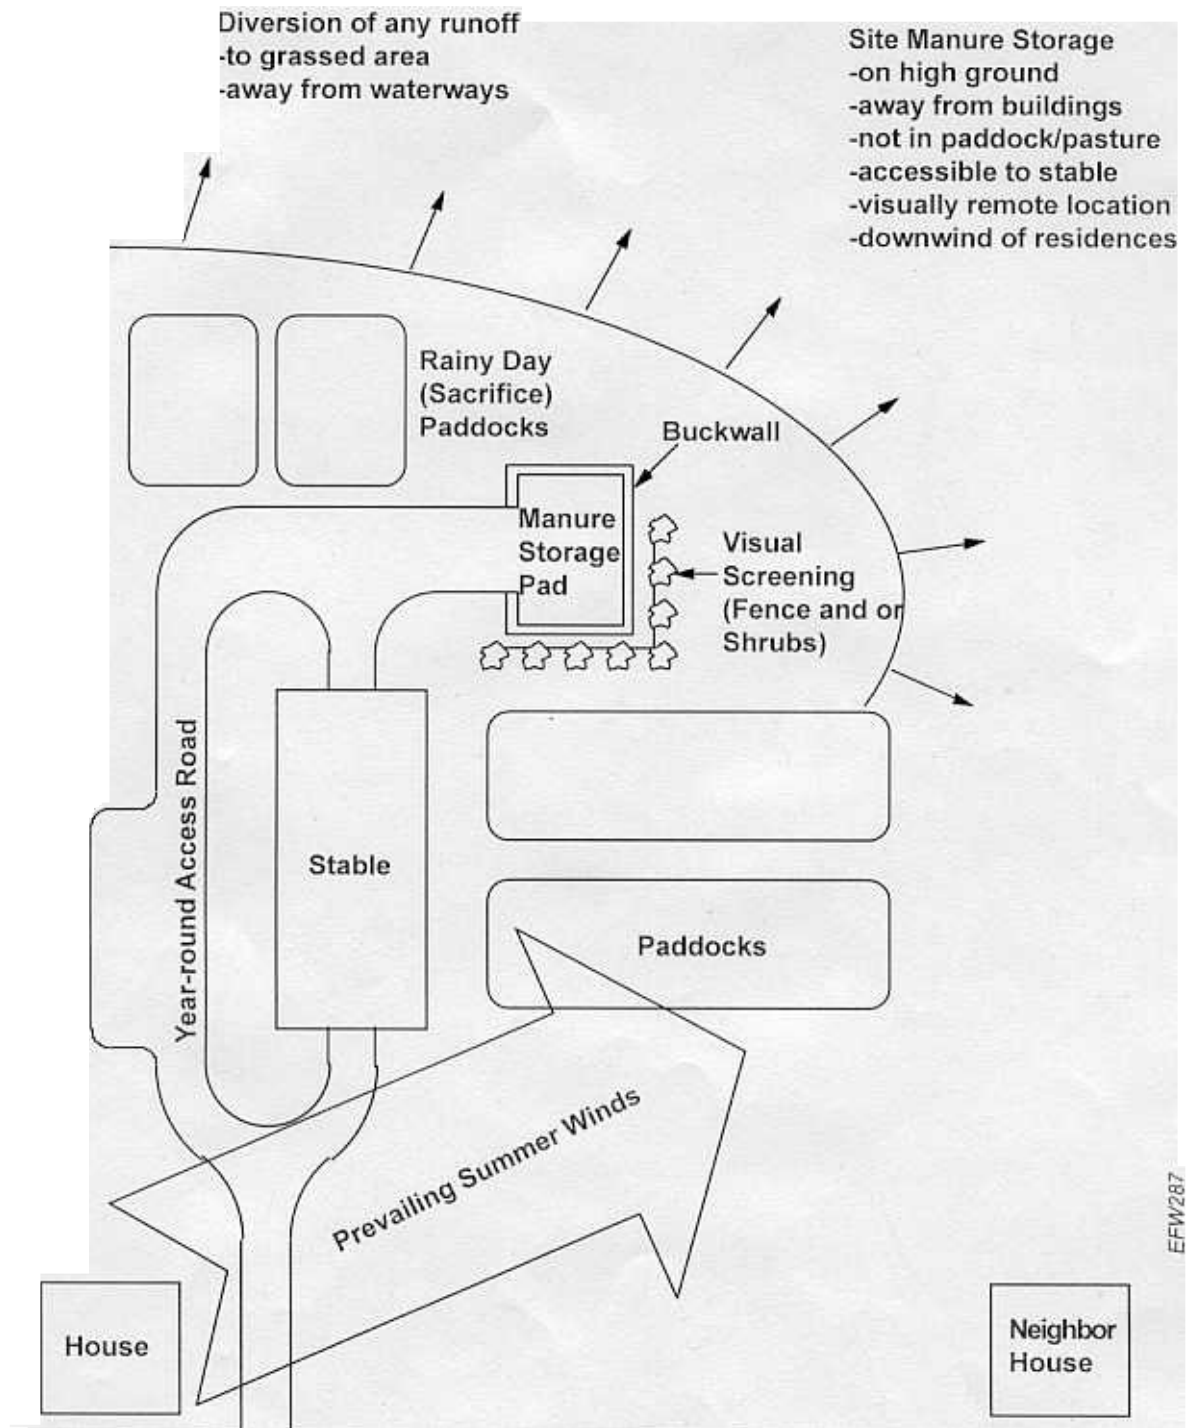 Diversion of any runoff
-to grassed area
-away from waterways
Site Manure Storage
-on high ground
-away from buildings
-not in paddock/pasture
-accessible to stable
-visually remote location
-downwind of residences
Rainy Day
(Sacrifice)
Paddocks
Buckwall
Manure
Storage
Pad
Visual
Screening
(Fence and or
Shrubs)
Year-round Access Road
Stable
Paddocks
Prevailing Summer Winds
EFW287
House
Neighbor
House